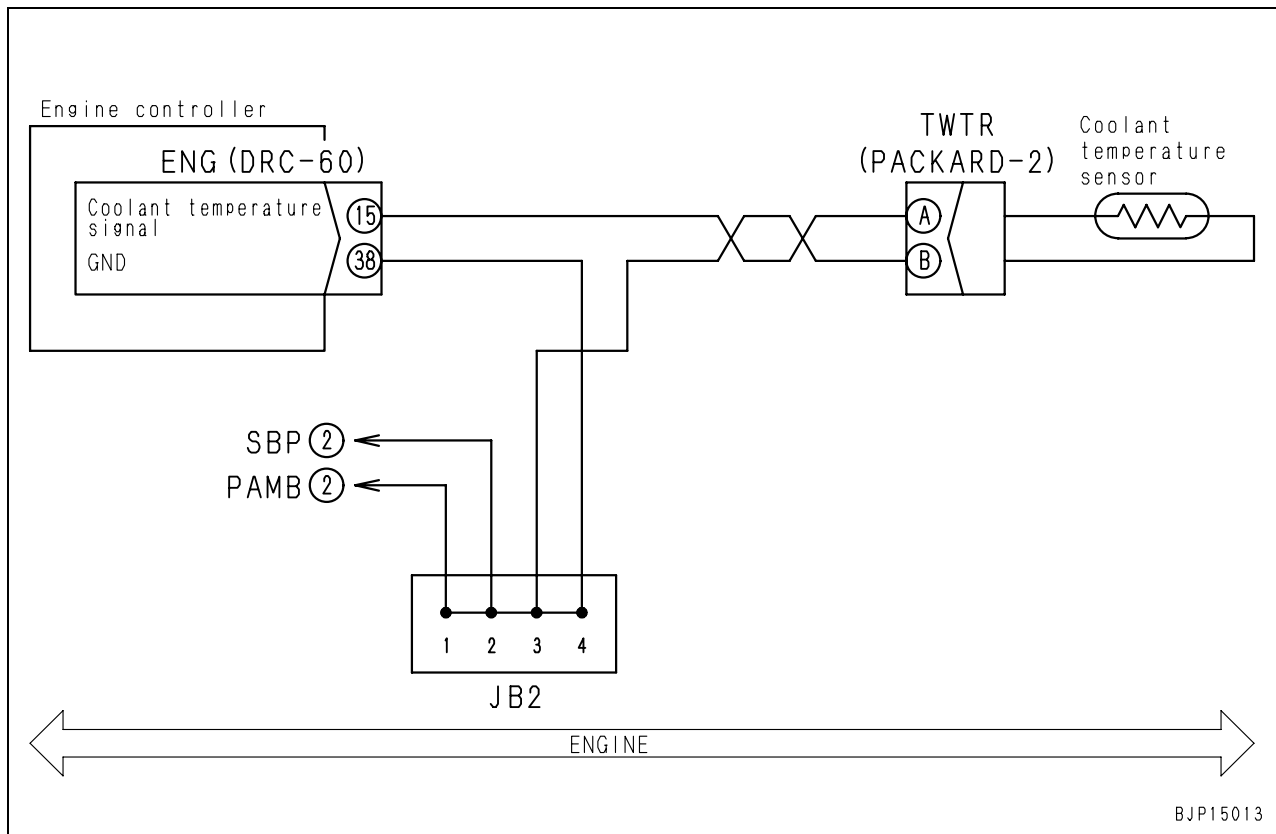 Engine controller
ENG (DRC-60)
Coolant temperature
signal
15
GND
38
TWTR
(PACKARD-2)
A
B
Coolant
temperature
sensor
SBP 2
PAMB 2
1 2 3 4
JB2
ENGINE
BJP15013